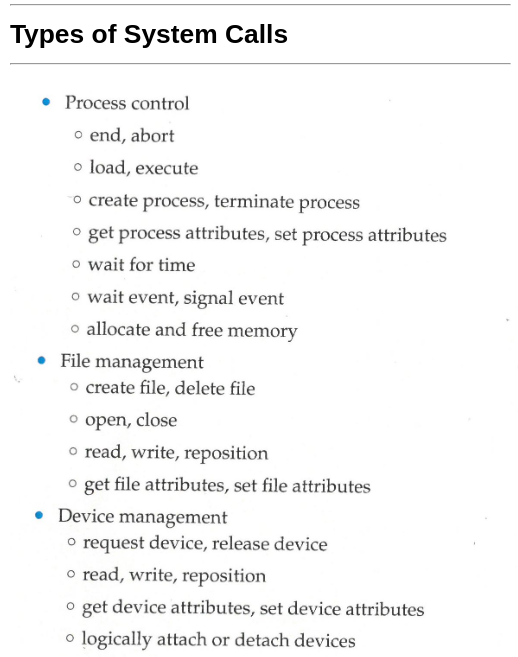 Types of System Calls
• Process control
○ end, abort
○ load, execute
○ create process, terminate process
○ get process attributes, set process attributes
○ wait for time
○ wait event, signal event
○ allocate and free memory
• File management
○ create file, delete file
○ open, close
○ read, write, reposition
○ get file attributes, set file attributes
• Device management
○ request device, release device
○ read, write, reposition
○ get device attributes, set device attributes
○ logically attach or detach devices